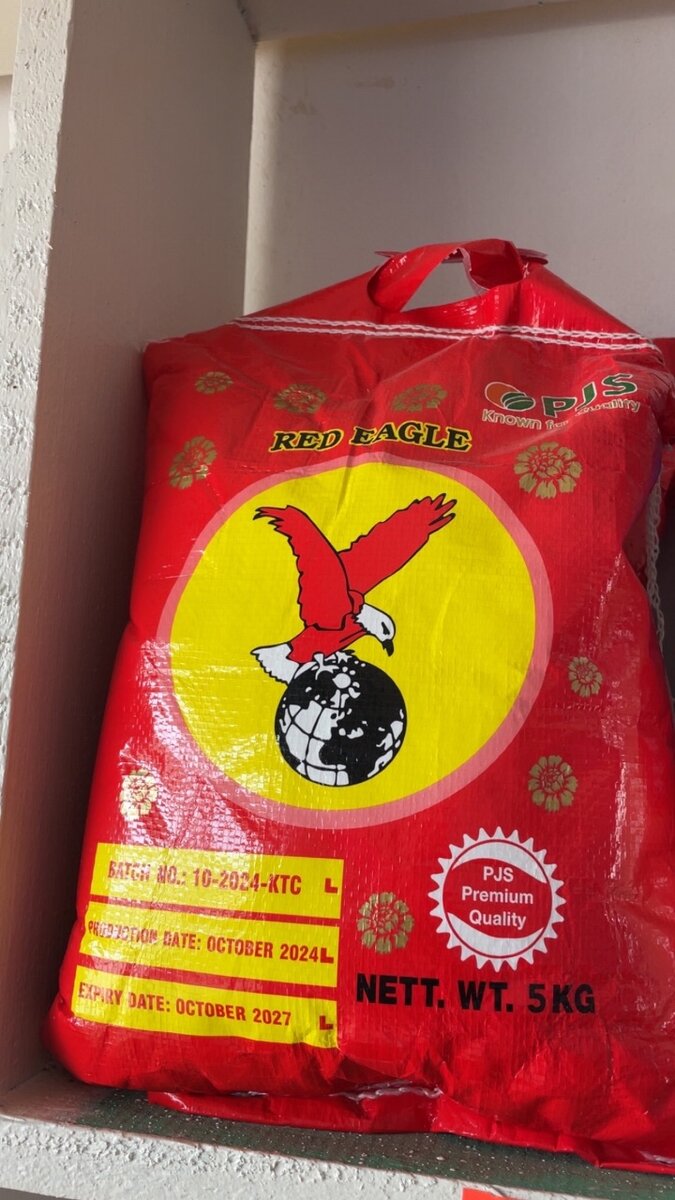 PJS
Known for Quality
RED EAGLE
BATCH NO.: 10-2024-KTC
PRODUCTION DATE: OCTOBER 2024
EXPIRY DATE: OCTOBER 2027
PJS
Premium
Quality
NETT. WT. 5KG